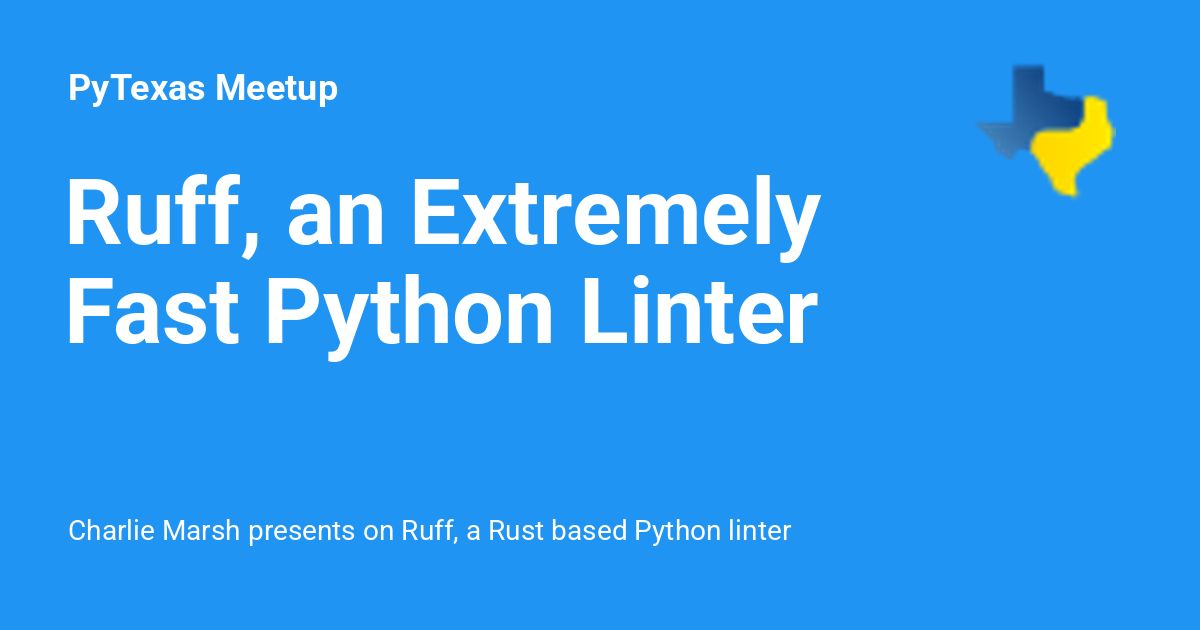 PyTexas Meetup
Ruff, an Extremely
Fast Python Linter
Charlie Marsh presents on Ruff, a Rust based Python linter